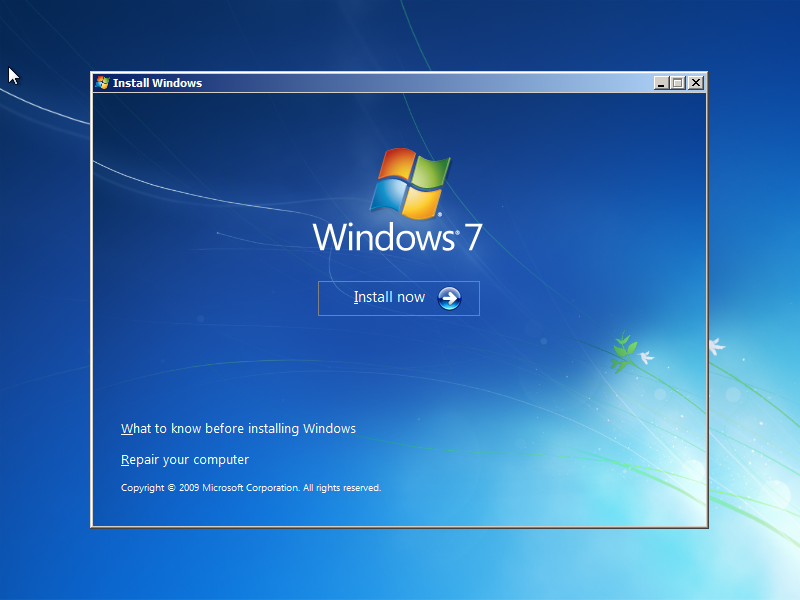 Install Windows
Windows® 7
Install now
What to know before installing Windows
Repair your computer
Copyright © 2009 Microsoft Corporation. All rights reserved.